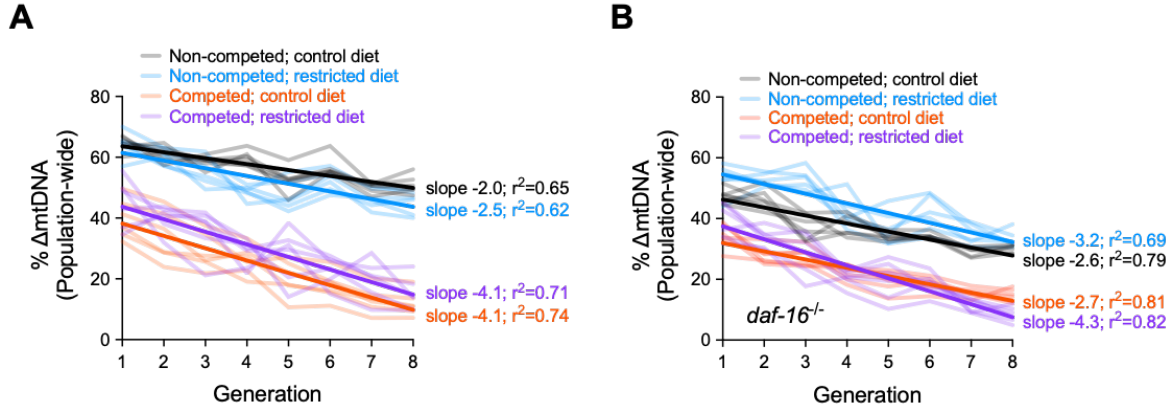 A
Non-competed; control diet
Non-competed; restricted diet
Competed; control diet
Competed; restricted diet
% ΔmtDNA
(Population-wide)
80
60
40
20
0
slope -2.0; r²=0.65
slope -2.5; r²=0.62
slope -4.1; r²=0.71
slope -4.1; r²=0.74
1 2 3 4 5 6 7 8
Generation
B
Non-competed; control diet
Non-competed; restricted diet
Competed; control diet
Competed; restricted diet
% ΔmtDNA
(Population-wide)
80
60
40
20
0
slope -3.2; r²=0.69
slope -2.6; r²=0.79
slope -2.7; r²=0.81
slope -4.3; r²=0.82
daf-16⁻/⁻
1 2 3 4 5 6 7 8
Generation